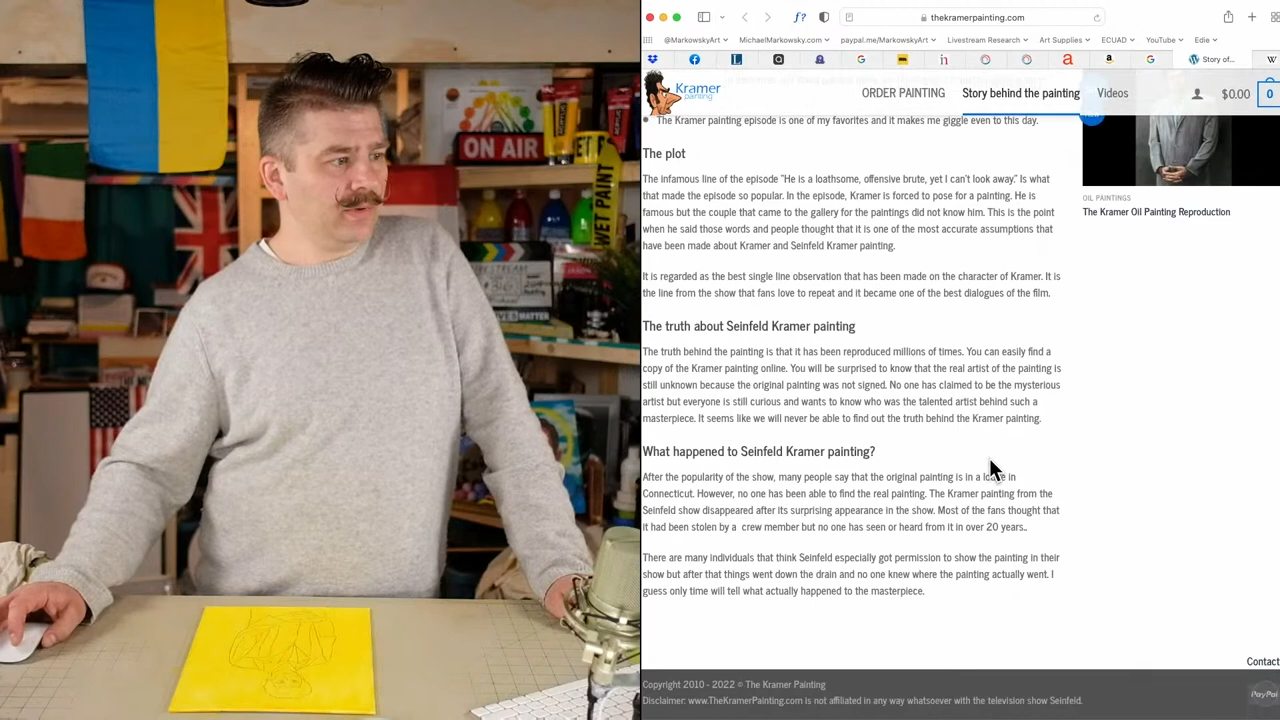 thekramerpainting.com
@MarkowskyArt MichaelMarkowsky.com paypal.me/MarkowskyArt Livestream Research Art Supplies ECUAD YouTube Edie
Story of...
Kramer
painting
ORDER PAINTING Story behind the painting Videos $0.00 0
The Kramer painting episode is one of my favorites and it makes me giggle even to this day.
The plot
The infamous line of the episode "He is a loathsome, offensive brute, yet I can't look away." Is what
that made the episode so popular. In the episode, Kramer is forced to pose for a painting. He is
famous but the couple that came to the gallery for the paintings did not know him. This is the point
when he said those words and people thought that it is one of the most accurate assumptions that
have been made about Kramer and Seinfeld Kramer painting.
It is regarded as the best single line observation that has been made on the character of Kramer. It is
the line from the show that fans love to repeat and it became one of the best dialogues of the film.
The truth about Seinfeld Kramer painting
The truth behind the painting is that it has been reproduced millions of times. You can easily find a
copy of the Kramer painting online. You will be surprised to know that the real artist of the painting is
still unknown because the original painting was not signed. No one has claimed to be the mysterious
artist but everyone is still curious and wants to know who was the talented artist behind such a
masterpiece. It seems like we will never be able to find out the truth behind the Kramer painting.
What happened to Seinfeld Kramer painting?
After the popularity of the show, many people say that the original painting is in a in
Connecticut. However, no one has been able to find the real painting. The Kramer painting from the
Seinfeld show disappeared after its surprising appearance in the show. Most of the fans thought that
it had been stolen by a crew member but no one has seen or heard from it in over 20 years..
There are many individuals that think Seinfeld especially got permission to show the painting in their
show but after that things went down the drain and no one knew where the painting actually went. I
guess only time will tell what actually happened to the masterpiece.
OIL PAINTINGS
The Kramer Oil Painting Reproduction
Contact
Copyright 2010 - 2022 © The Kramer Painting
Disclaimer: www.TheKramerPainting.com is not affiliated in any way whatsoever with the television show Seinfeld.
PayPal
ON AIR
WET PAINT